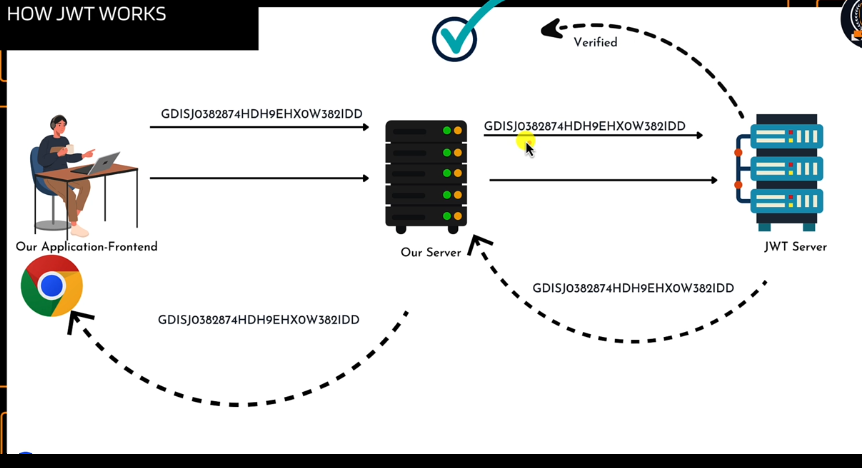 HOW JWT WORKS
Verified
GDISJ0382874HDH9EHX0W382IDD
GDISJ0382874HDH9EHX0W382IDD
Our Application-Frontend
Our Server
JWT Server
GDISJ0382874HDH9EHX0W382IDD
GDISJ0382874HDH9EHX0W382IDD